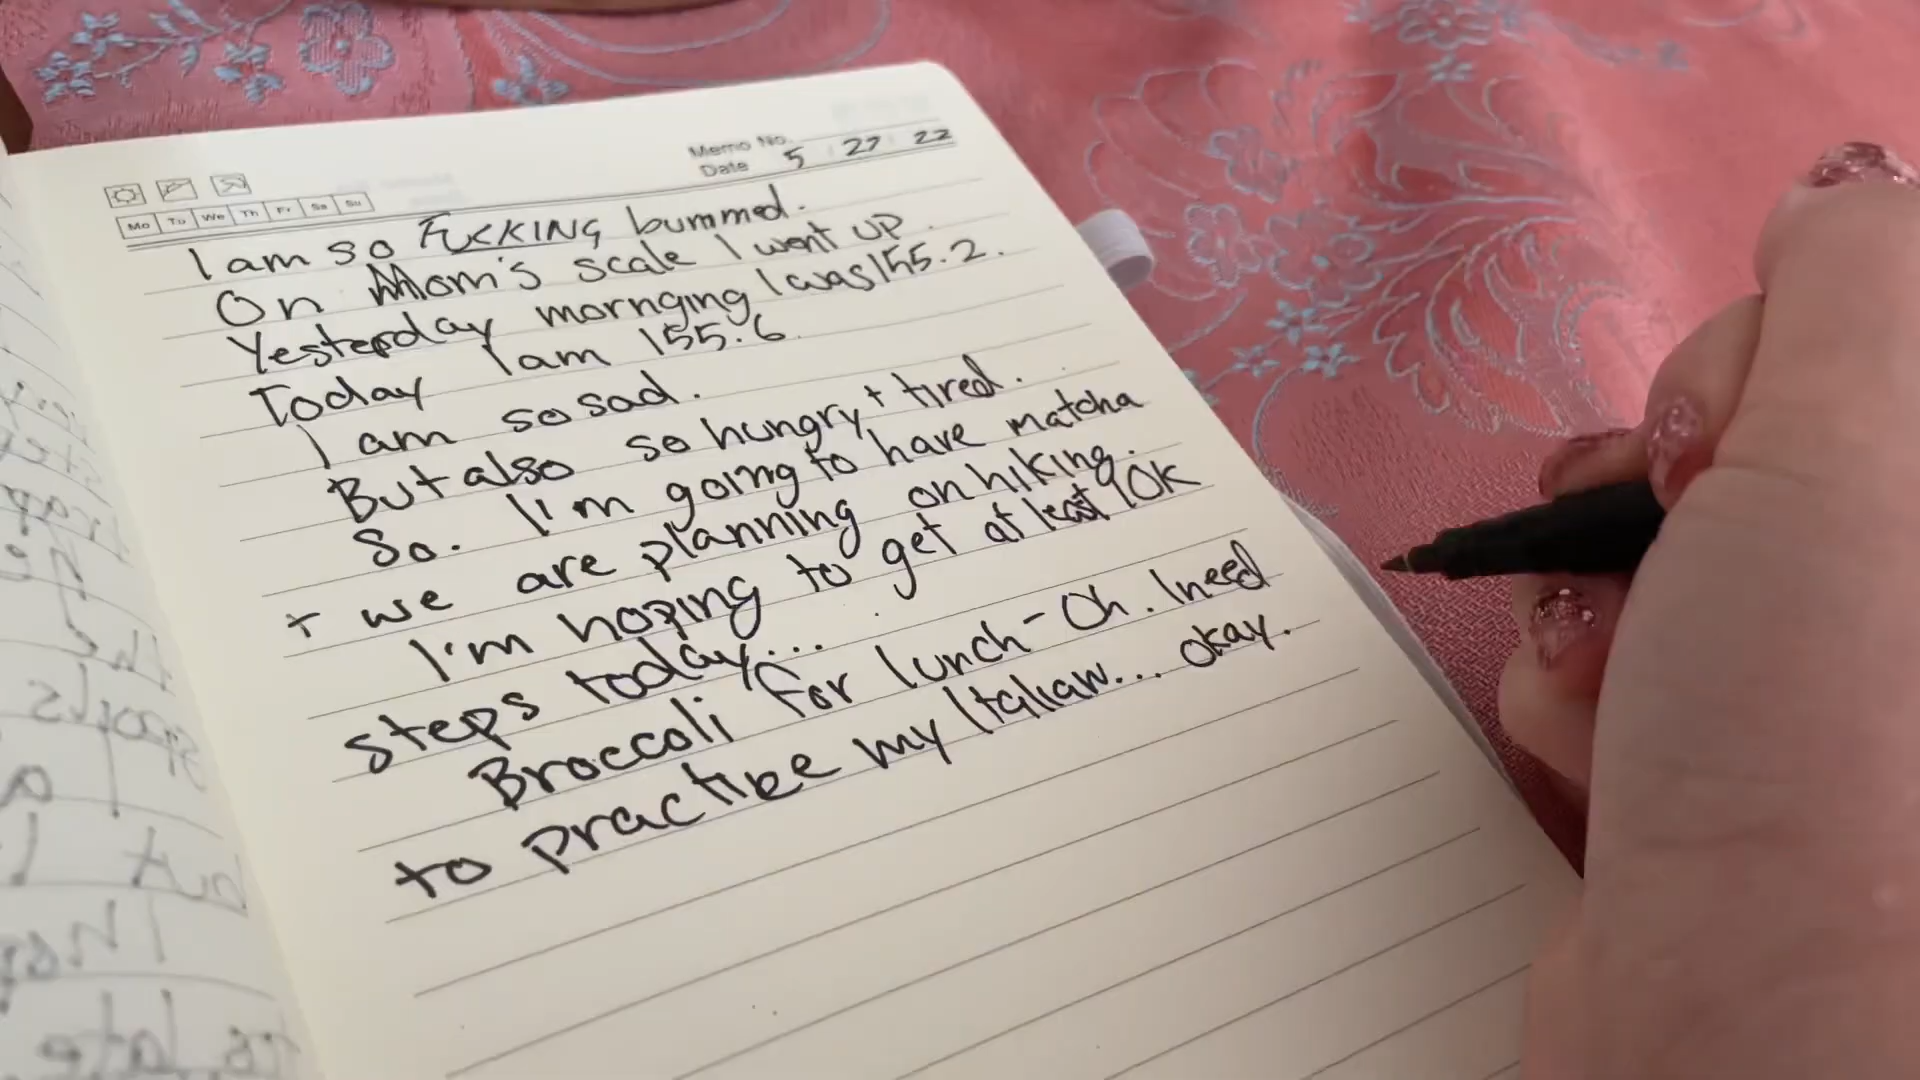 Memo No.
Date 5 27 22
Mo Tu We Th Fr Sa Su
I am so FUCKING bummed.
On Mom's scale I went up.
Yesterday mornging I was 155.2.
Today I am 155.6.
I am so sad.
But also so hungry + tired.
So. I'm going to have matcha
+ we are planning on hiking.
I'm hoping to get at least 10K
steps today...
Broccoli for lunch - Oh. I need
to practice my Italian... okay.